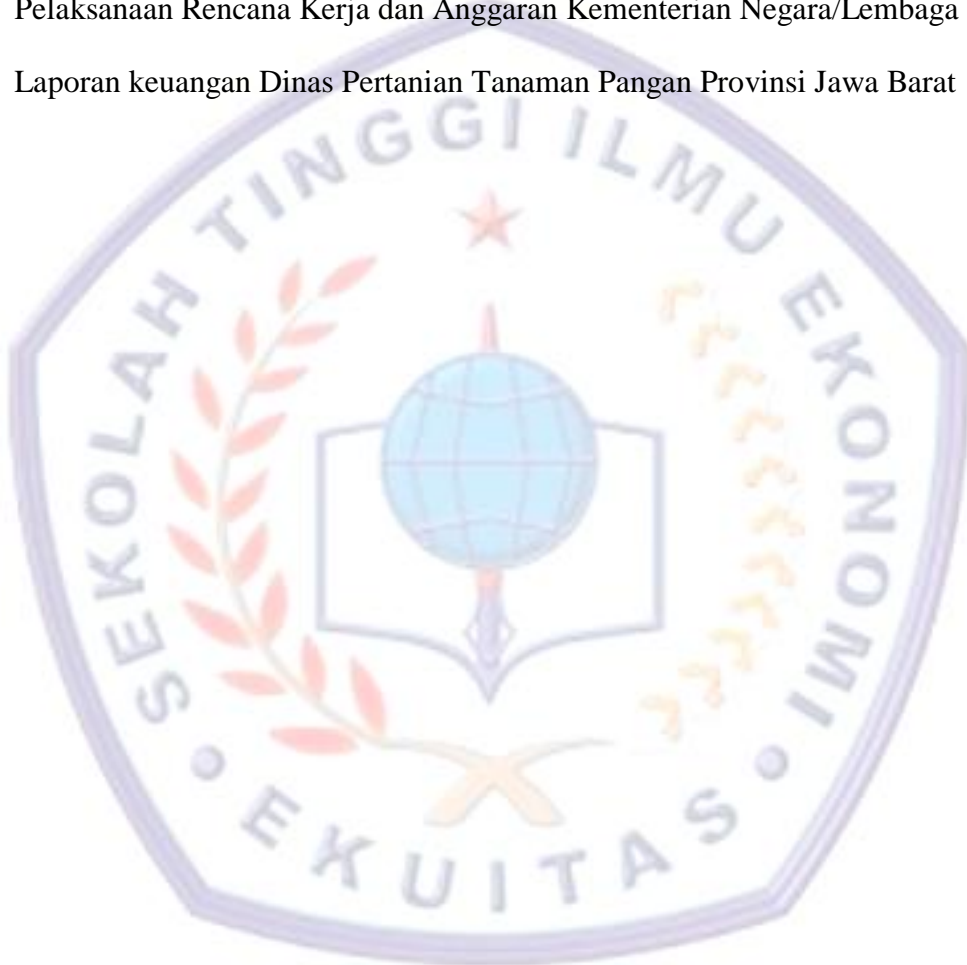 Pelaksanaan Rencana Kerja dan Anggaran Kementerian Negara/Lembaga
Laporan keuangan Dinas Pertanian Tanaman Pangan Provinsi Jawa Barat
SEKOLAH TINGGI ILMU EKONOMI
• EKUITAS •